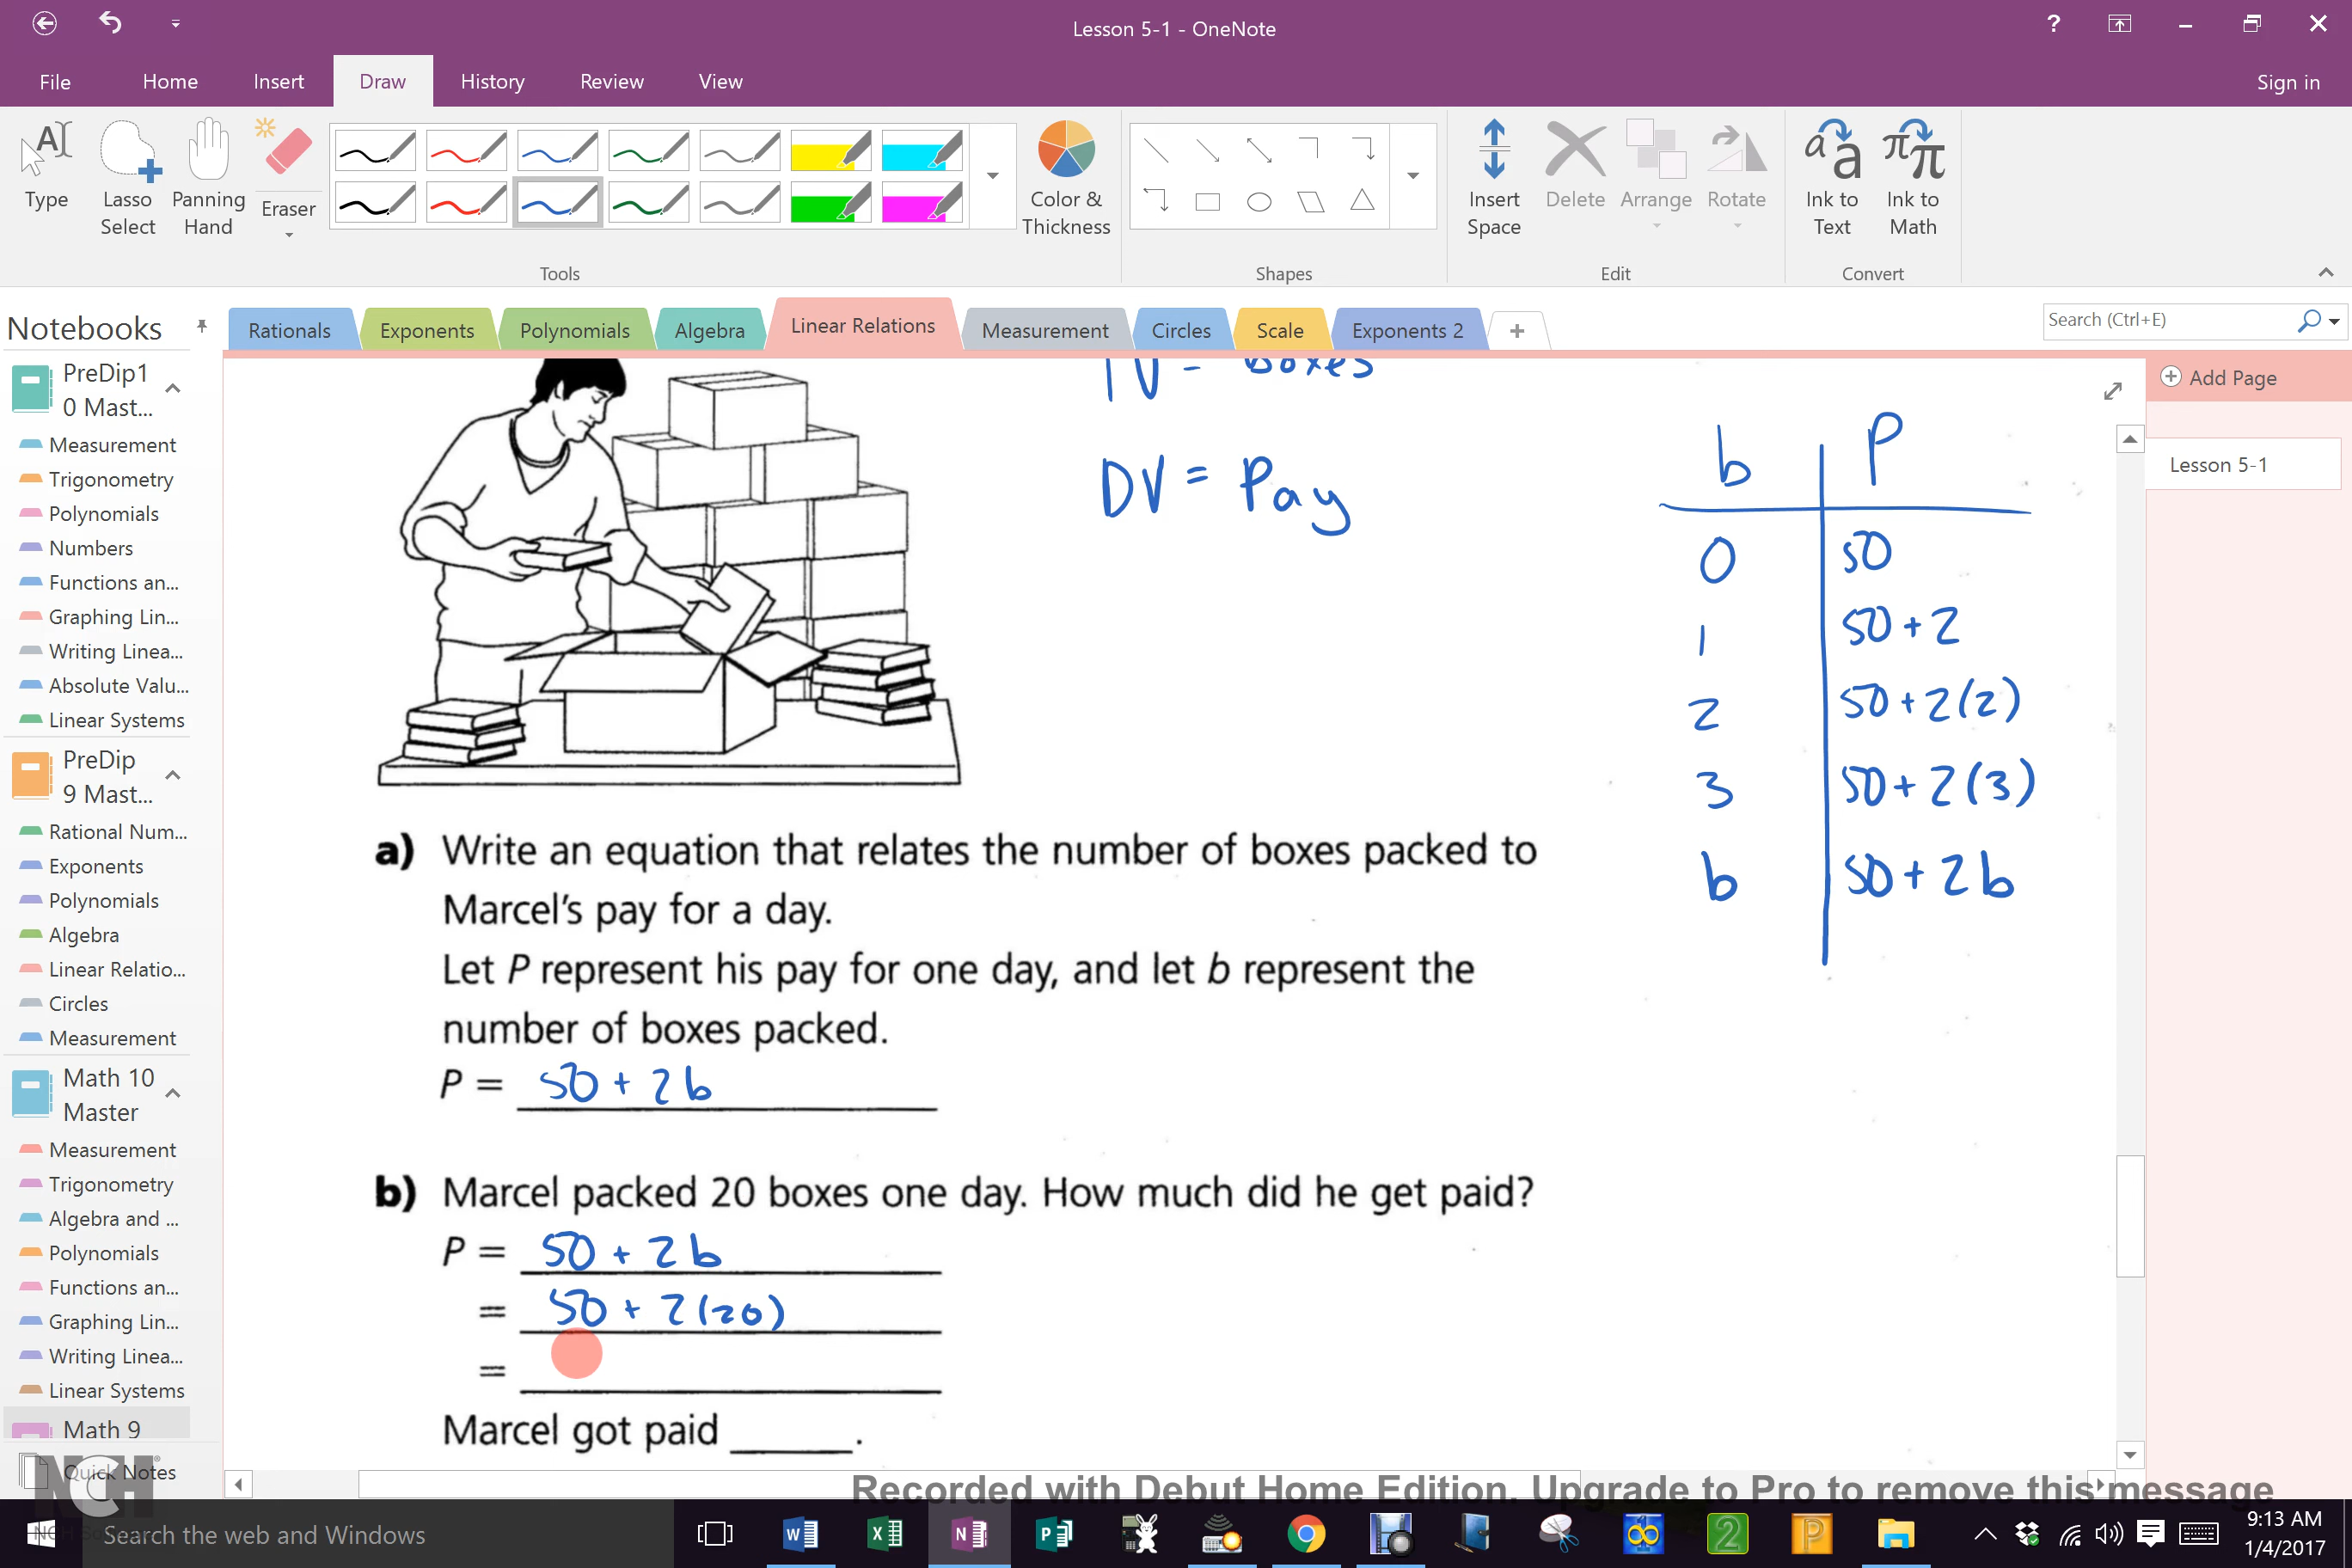 Lesson 5-1 - OneNote
?
File Home Insert Draw History Review View Sign in
Type
Lasso Select
Panning Hand
Eraser
Color & Thickness
Insert Space
Delete
Arrange
Rotate
Ink to Text
Ink to Math
Tools Shapes Edit Convert
Notebooks
Rationals Exponents Polynomials Algebra Linear Relations Measurement Circles Scale Exponents 2 +
Search (Ctrl+E)
PreDip1
0 Mast...
Measurement
Trigonometry
Polynomials
Numbers
Functions an...
Graphing Lin...
Writing Linea...
Absolute Valu...
Linear Systems
PreDip
9 Mast...
Rational Num...
Exponents
Polynomials
Algebra
Linear Relatio...
Circles
Measurement
Math 10
Master
Measurement
Trigonometry
Algebra and ...
Polynomials
Functions an...
Graphing Lin...
Writing Linea...
Linear Systems
Math 9
Quick Notes
Add Page
Lesson 5-1
IV = Boxes
DV = Pay
b P
0 50
1 50 + 2
2 50 + 2(2)
3 50 + 2(3)
b 50 + 2b
a) Write an equation that relates the number of boxes packed to
Marcel's pay for a day.
Let P represent his pay for one day, and let b represent the
number of boxes packed.
P = 50 + 2b
b) Marcel packed 20 boxes one day. How much did he get paid?
P = 50 + 2b
= 50 + 2(20)
=
Marcel got paid ______.
NCH
Recorded with Debut Home Edition. Upgrade to Pro to remove this message
Search the web and Windows
9:13 AM
1/4/2017